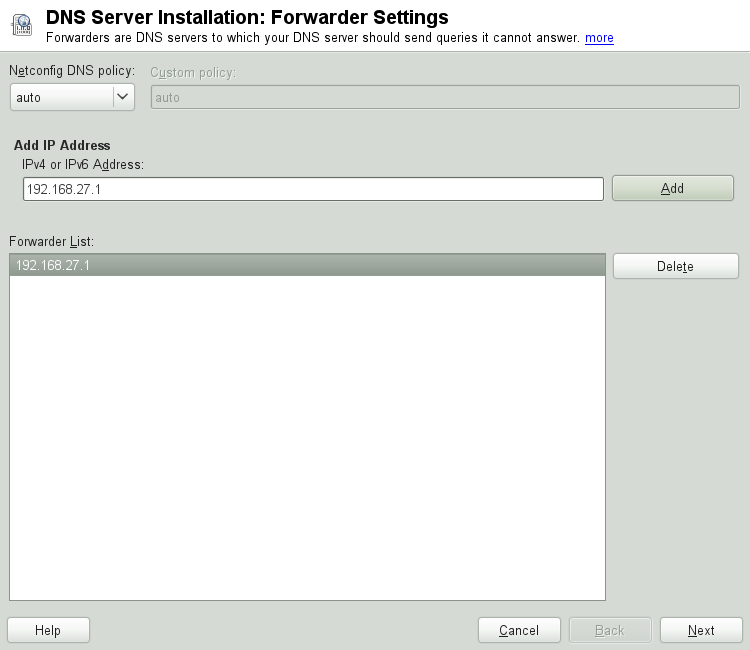 DNS Server Installation: Forwarder Settings
Forwarders are DNS servers to which your DNS server should send queries it cannot answer. more
Netconfig DNS policy: Custom policy:
auto auto
Add IP Address
IPv4 or IPv6 Address:
192.168.27.1 Add
Forwarder List:
192.168.27.1 Delete
Help Cancel Back Next